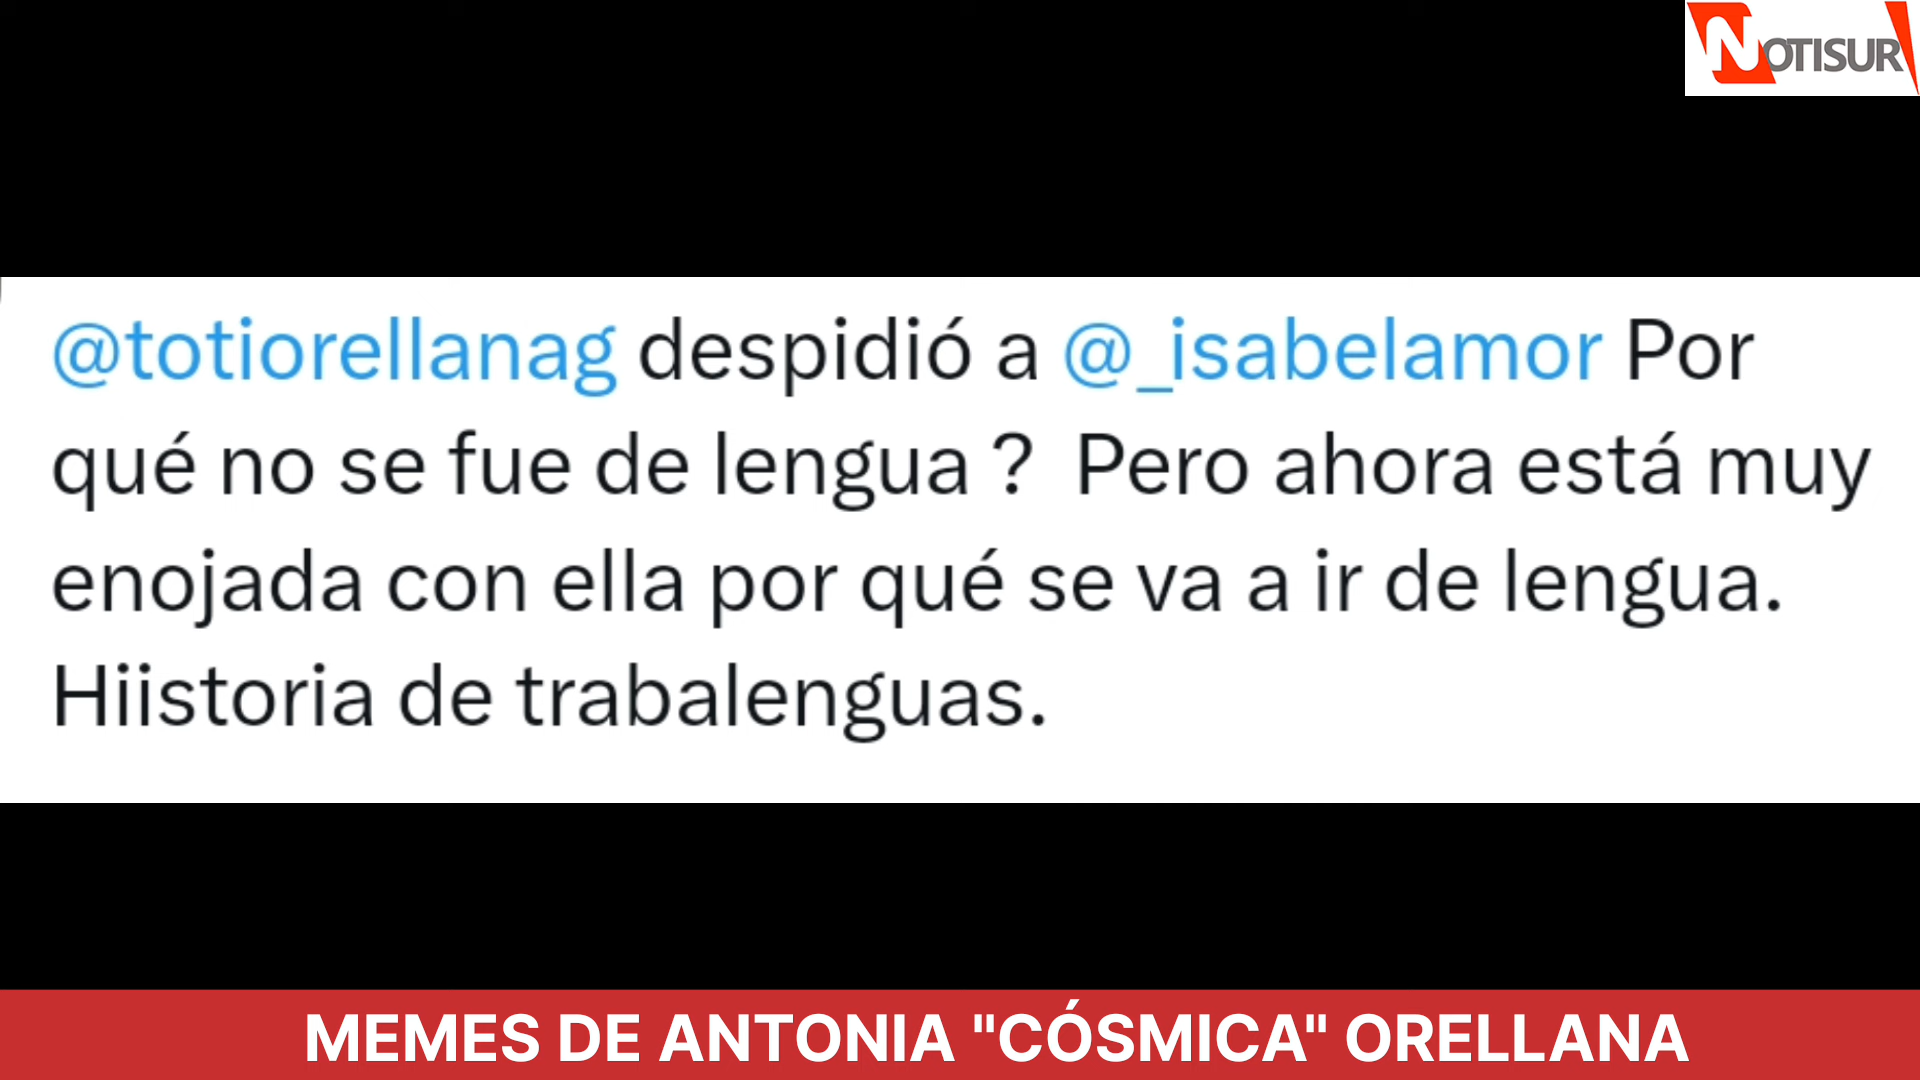 NOTISUR
@totiorellanag despidió a @_isabelamor Por
qué no se fue de lengua ?  Pero ahora está muy
enojada con ella por qué se va a ir de lengua.
Hiistoria de trabalenguas.
MEMES DE ANTONIA "CÓSMICA" ORELLANA